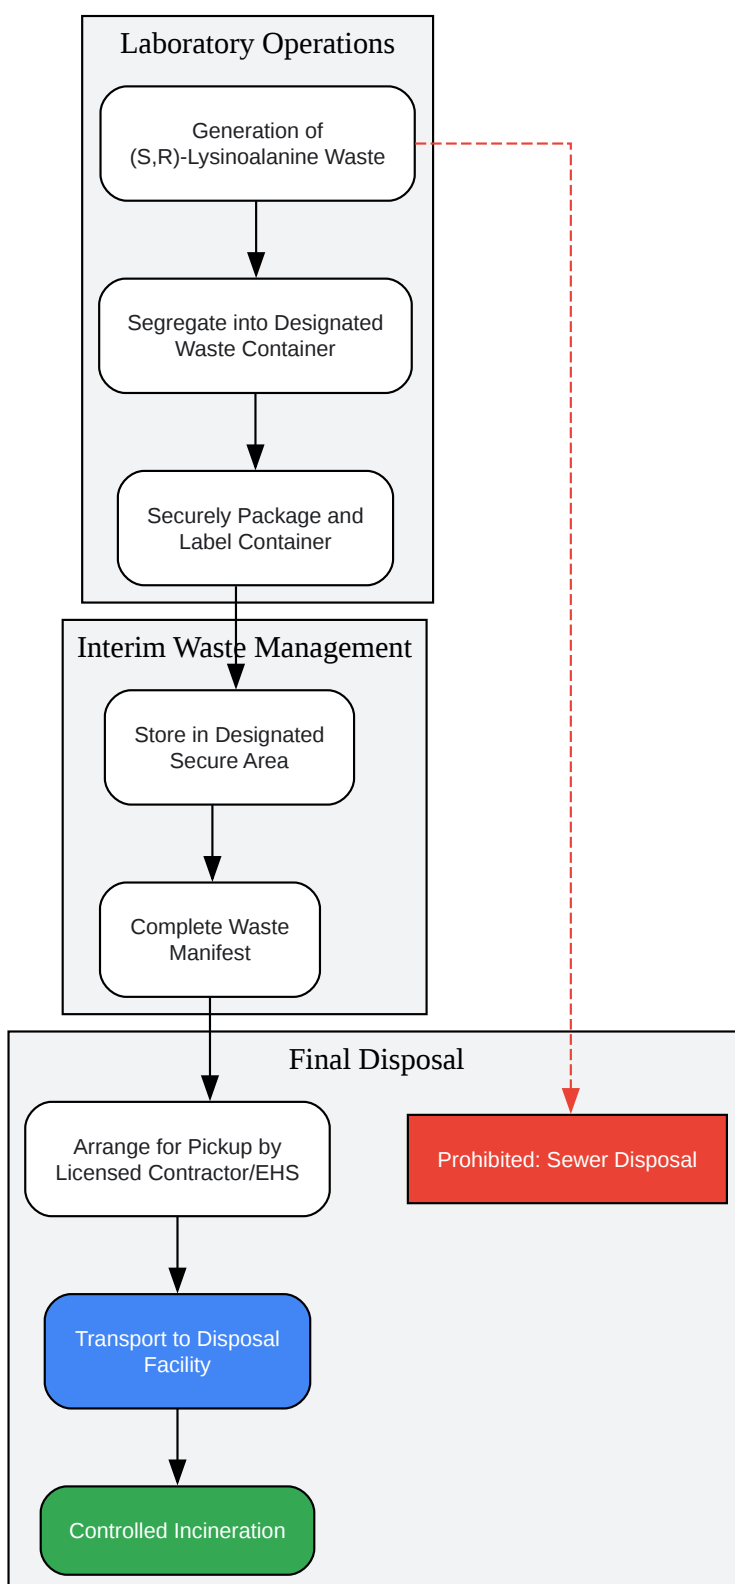 Laboratory Operations
Generation of
(S,R)-Lysinoalanine Waste
Segregate into Designated
Waste Container
Securely Package and
Label Container
Interim Waste Management
Store in Designated
Secure Area
Complete Waste
Manifest
Final Disposal
Arrange for Pickup by
Licensed Contractor/EHS
Prohibited: Sewer Disposal
Transport to Disposal
Facility
Controlled Incineration